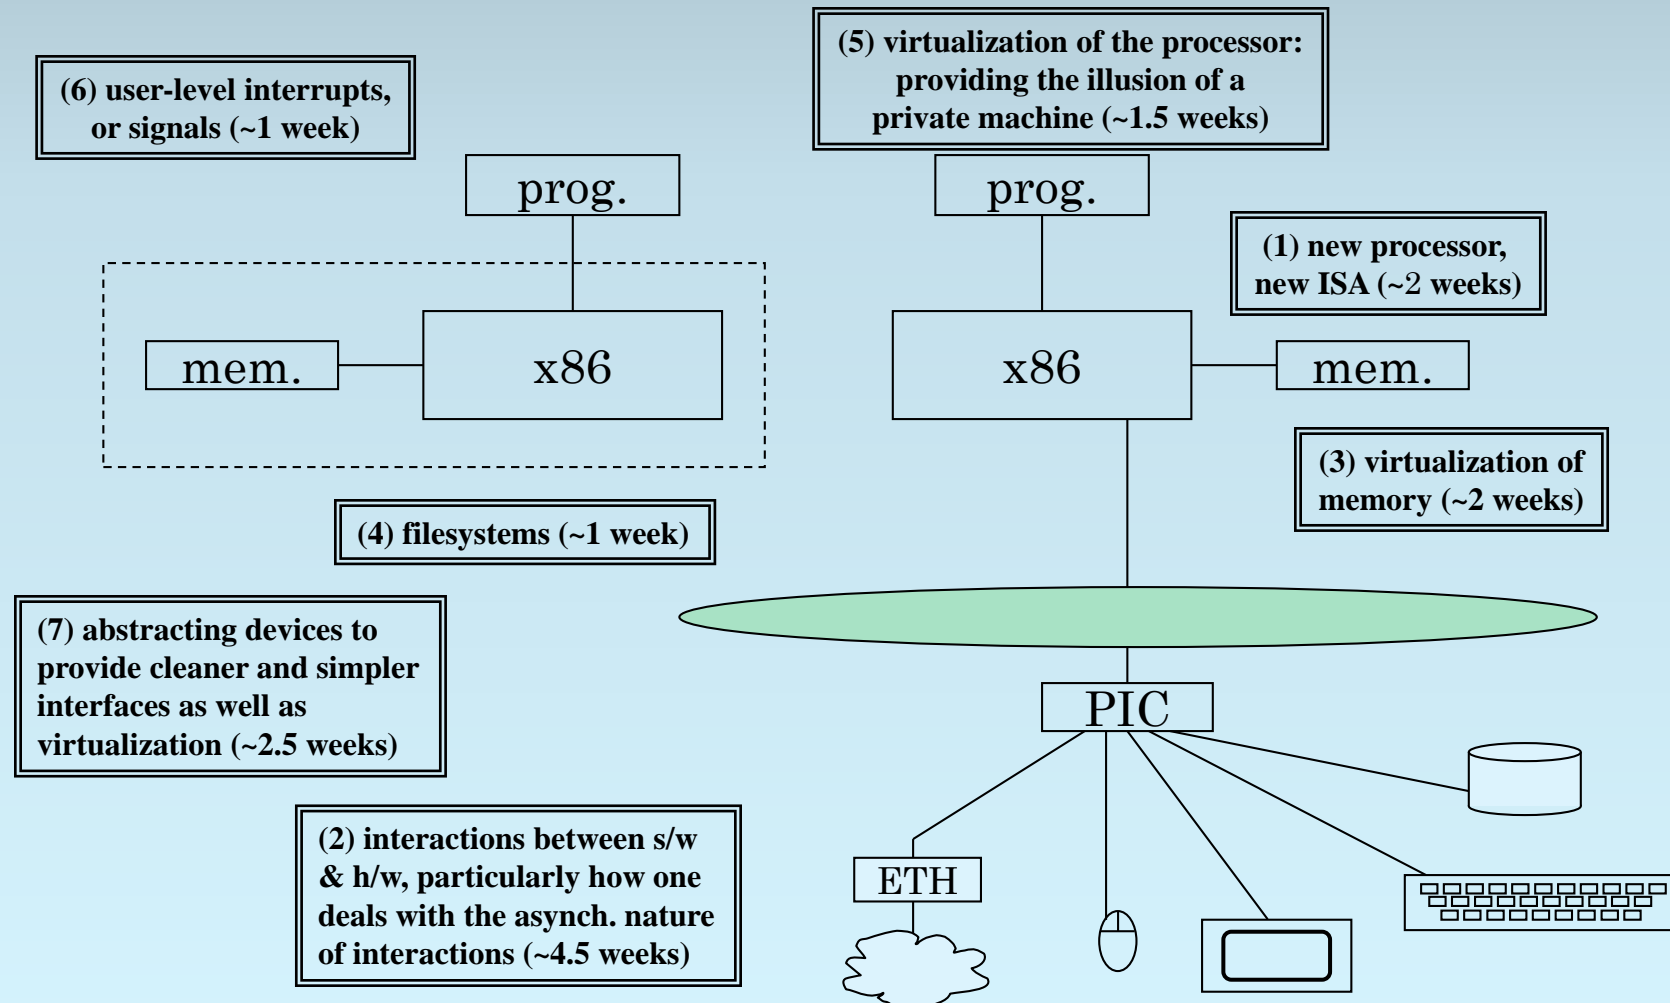 (5) virtualization of the processor:
providing the illusion of a
private machine (~1.5 weeks)
(6) user-level interrupts,
or signals (~1 week)
prog.
prog.
(1) new processor,
new ISA (~2 weeks)
mem.
x86
x86
mem.
(3) virtualization of
memory (~2 weeks)
(4) filesystems (~1 week)
(7) abstracting devices to
provide cleaner and simpler
interfaces as well as
virtualization (~2.5 weeks)
PIC
(2) interactions between s/w
& h/w, particularly how one
deals with the asynch. nature
of interactions (~4.5 weeks)
ETH